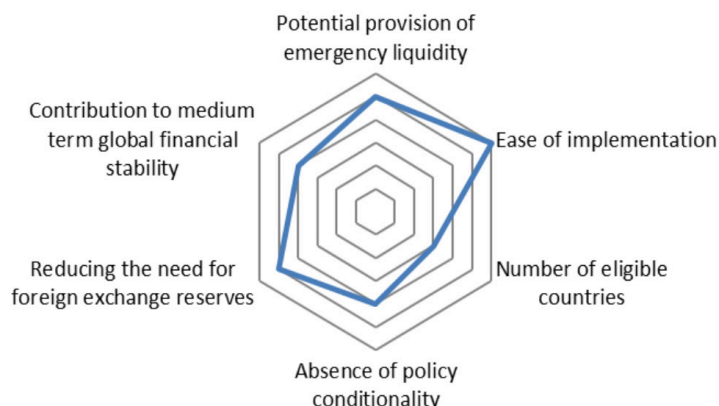 Potential provision of
emergency liquidity
Contribution to medium
term global financial
stability
Ease of implementation
Reducing the need for
foreign exchange reserves
Number of eligible
countries
Absence of policy
conditionality